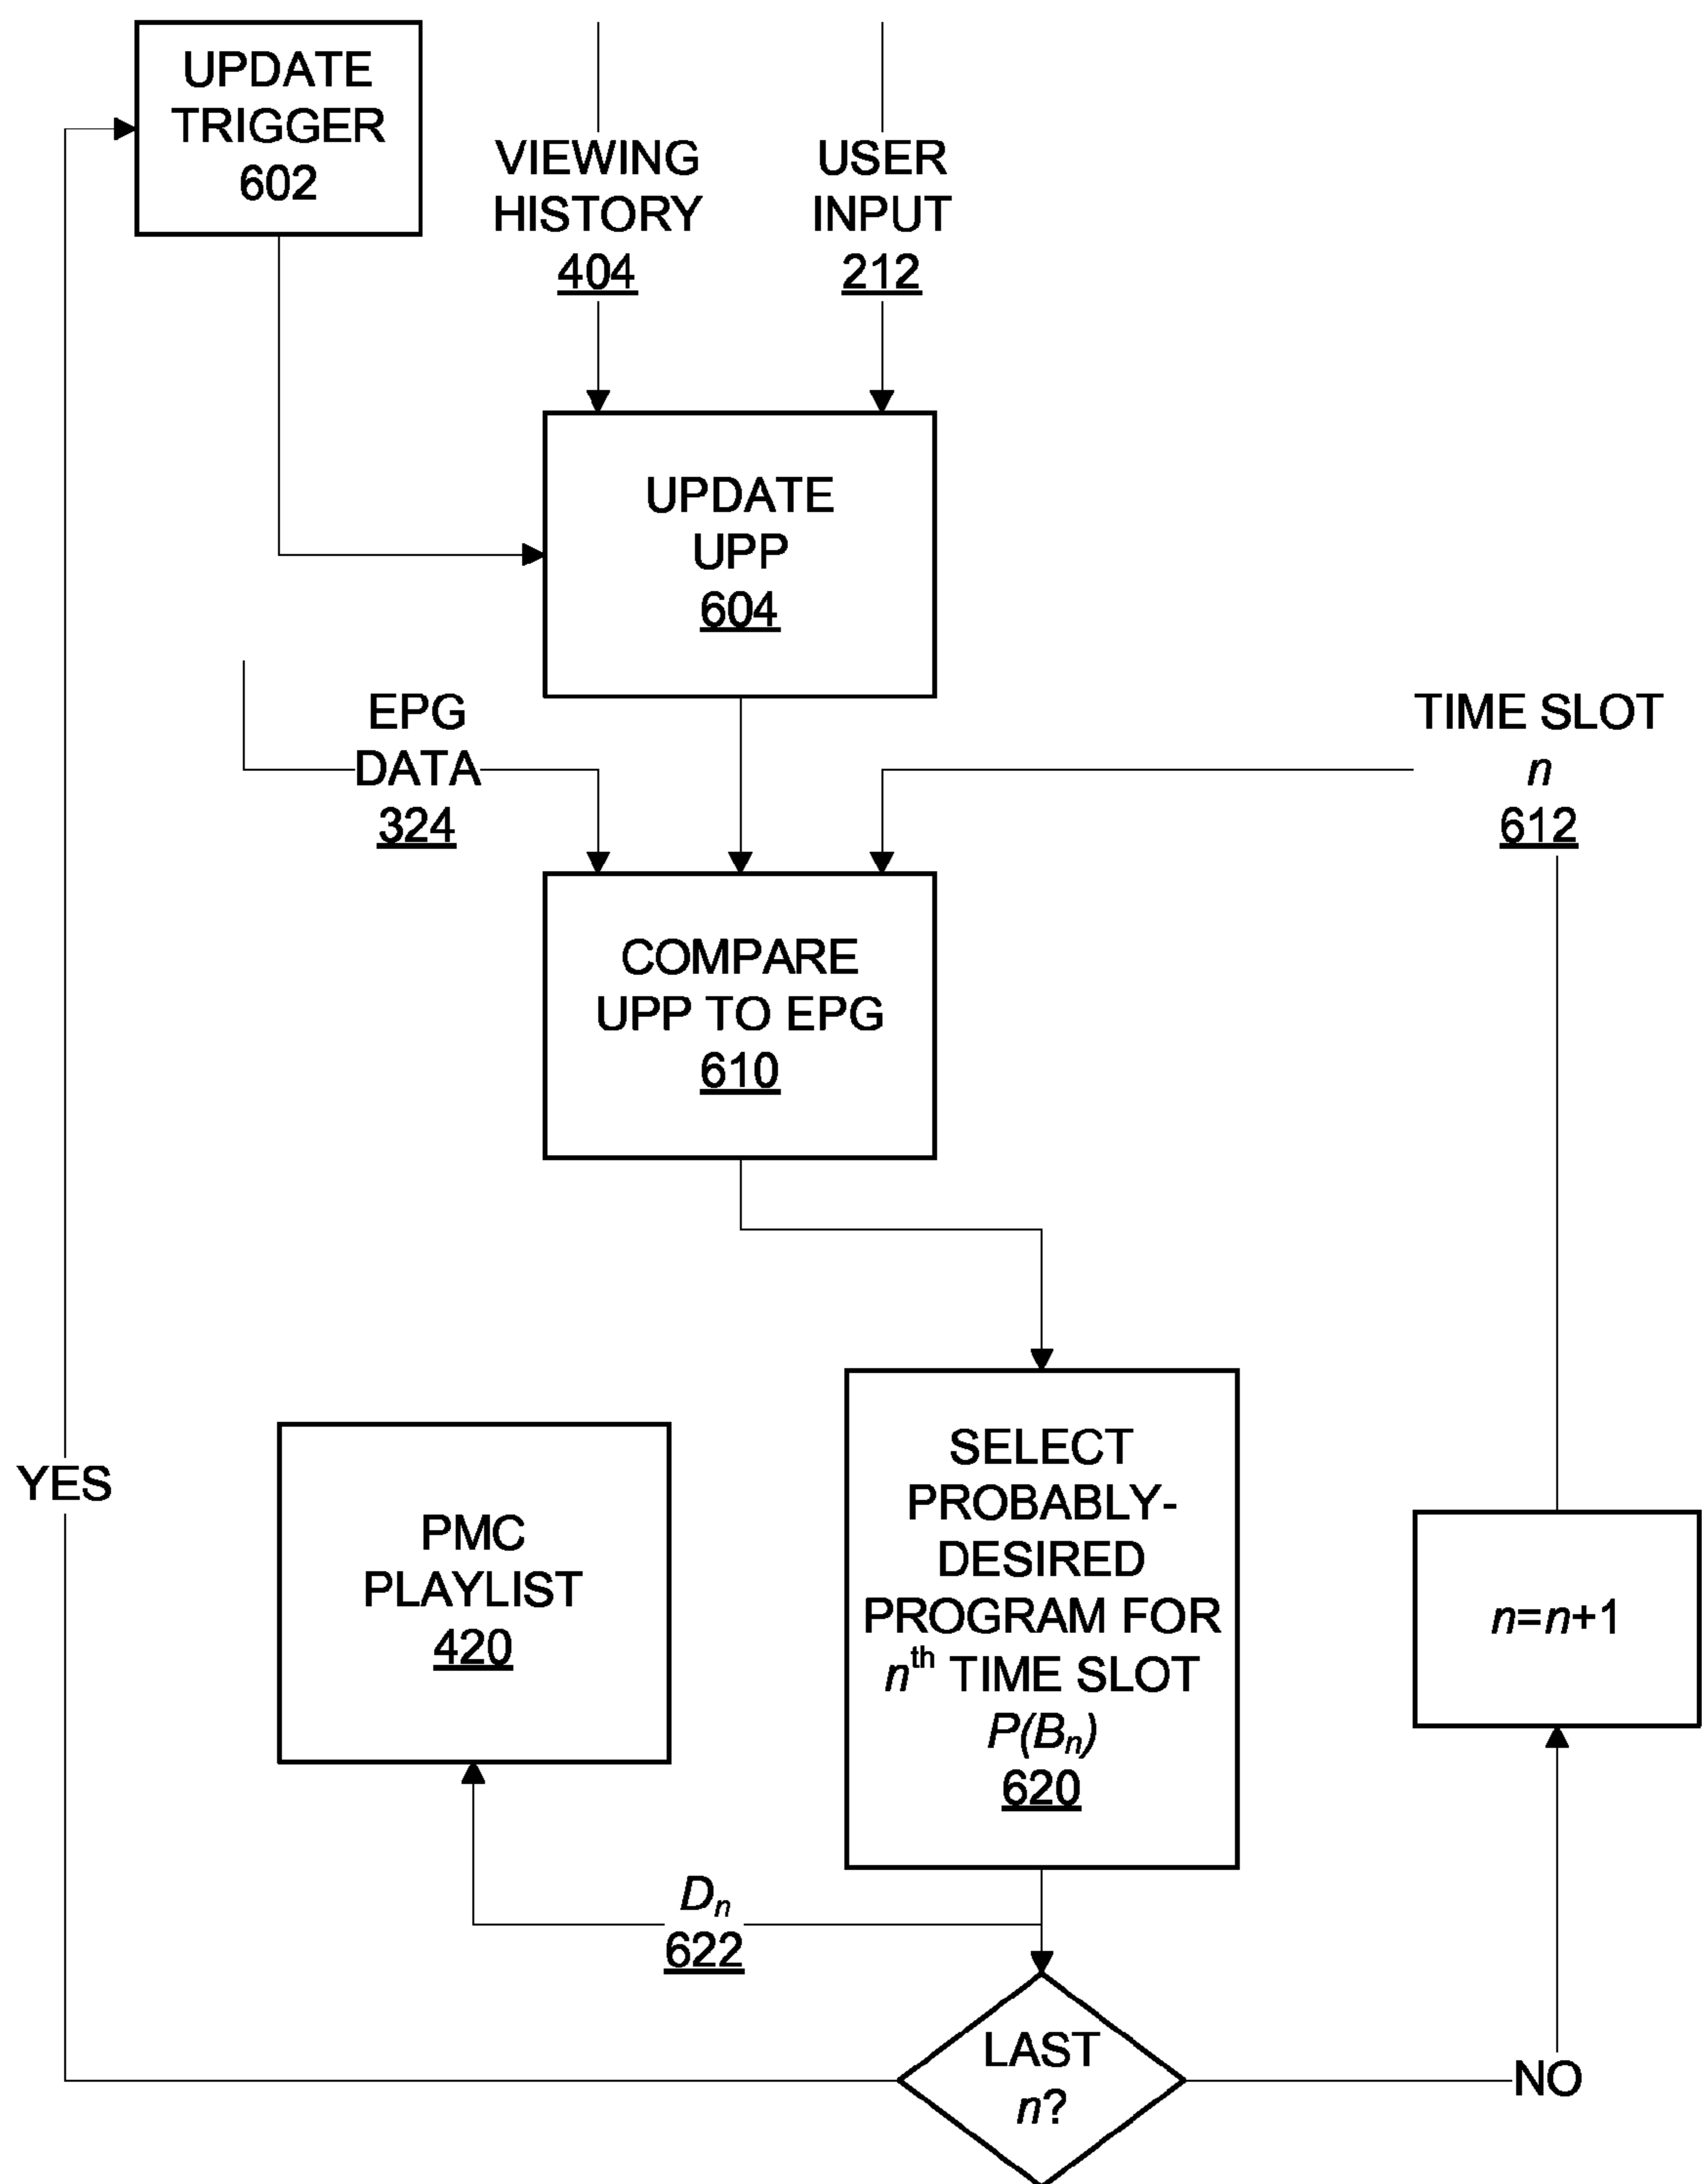 UPDATE
TRIGGER
602
VIEWING
HISTORY
404
USER
INPUT
212
UPDATE
UPP
604
EPG
DATA
324
TIME SLOT
n
612
COMPARE
UPP TO EPG
610
YES
PMC
PLAYLIST
420
SELECT
PROBABLY-
DESIRED
PROGRAM FOR
nth TIME SLOT
P(Bn)
620
n=n+1
Dn
622
LAST
n?
NO